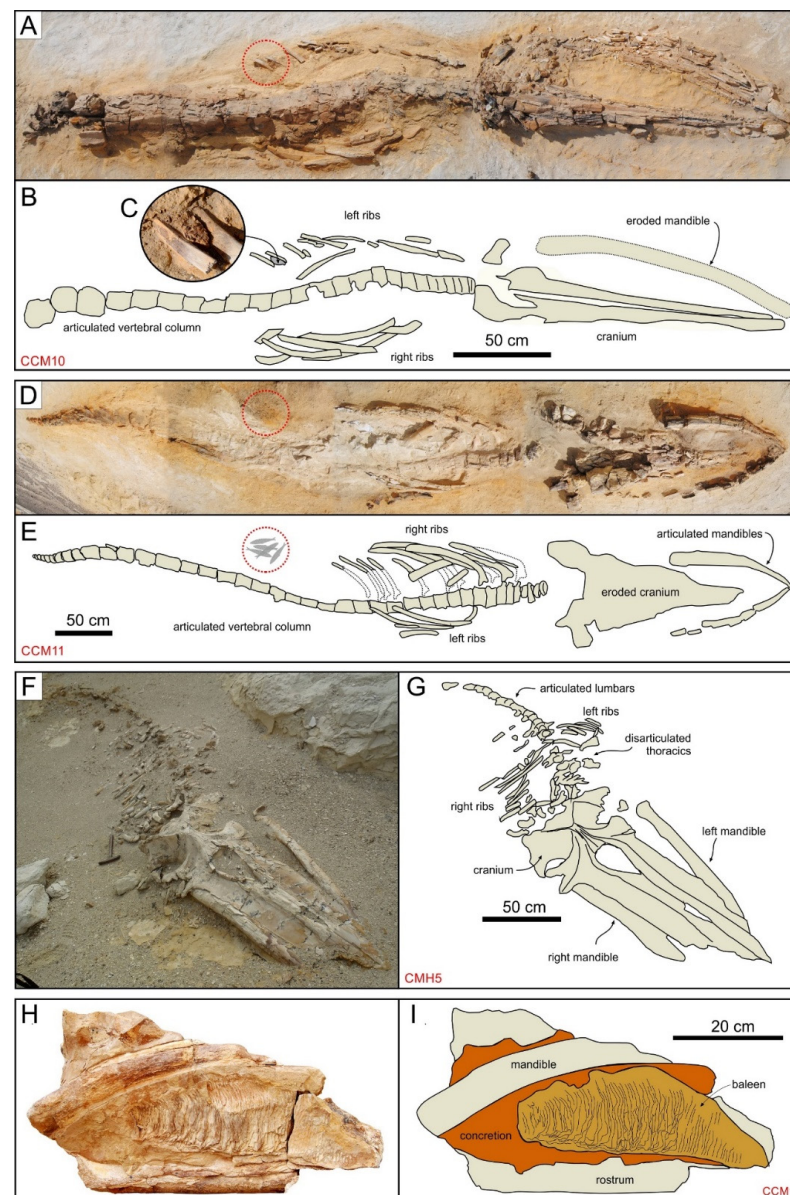 A
B
C
left ribs
eroded mandible
articulated vertebral column
right ribs
50 cm
cranium
CCM10
D
E
right ribs
articulated mandibles
eroded cranium
50 cm
articulated vertebral column
left ribs
CCM11
F
G
articulated lumbars
left ribs
disarticulated
thoracics
right ribs
left mandible
cranium
50 cm
right mandible
CMH5
H
I
20 cm
mandible
baleen
concretion
rostrum
CCM